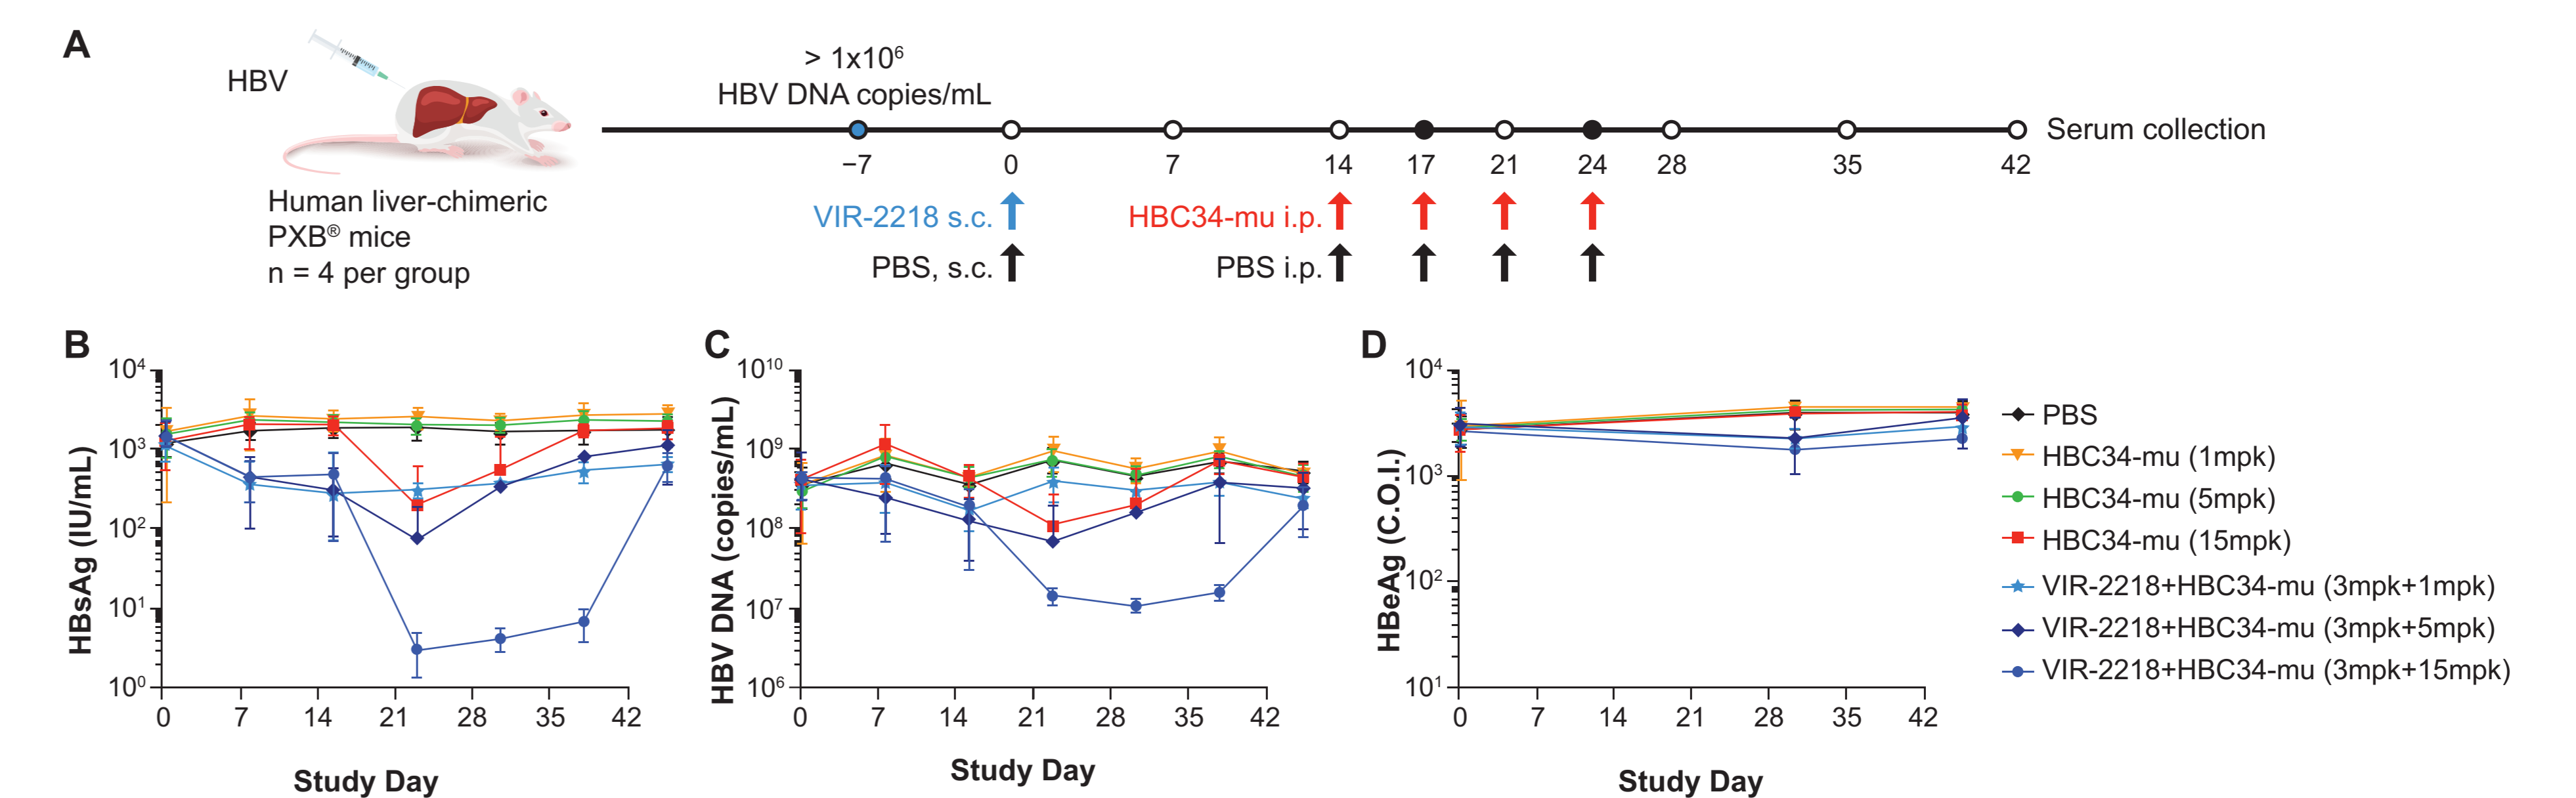 A
HBV
> 1x10⁶
HBV DNA copies/mL
Serum collection
−7 0 7 14 17 21 24 28 35 42
Human liver-chimeric
PXB® mice
n = 4 per group
VIR-2218 s.c.
HBC34-mu i.p.
PBS, s.c.
PBS i.p.
B
HBsAg (IU/mL)
10⁴
10³
10²
10¹
10⁰
0 7 14 21 28 35 42
Study Day
C
HBV DNA (copies/mL)
10¹⁰
10⁹
10⁸
10⁷
10⁶
0 7 14 21 28 35 42
Study Day
D
HBeAg (C.O.I.)
10⁴
10³
10²
10¹
0 7 14 21 28 35 42
Study Day
PBS
HBC34-mu (1mpk)
HBC34-mu (5mpk)
HBC34-mu (15mpk)
VIR-2218+HBC34-mu (3mpk+1mpk)
VIR-2218+HBC34-mu (3mpk+5mpk)
VIR-2218+HBC34-mu (3mpk+15mpk)